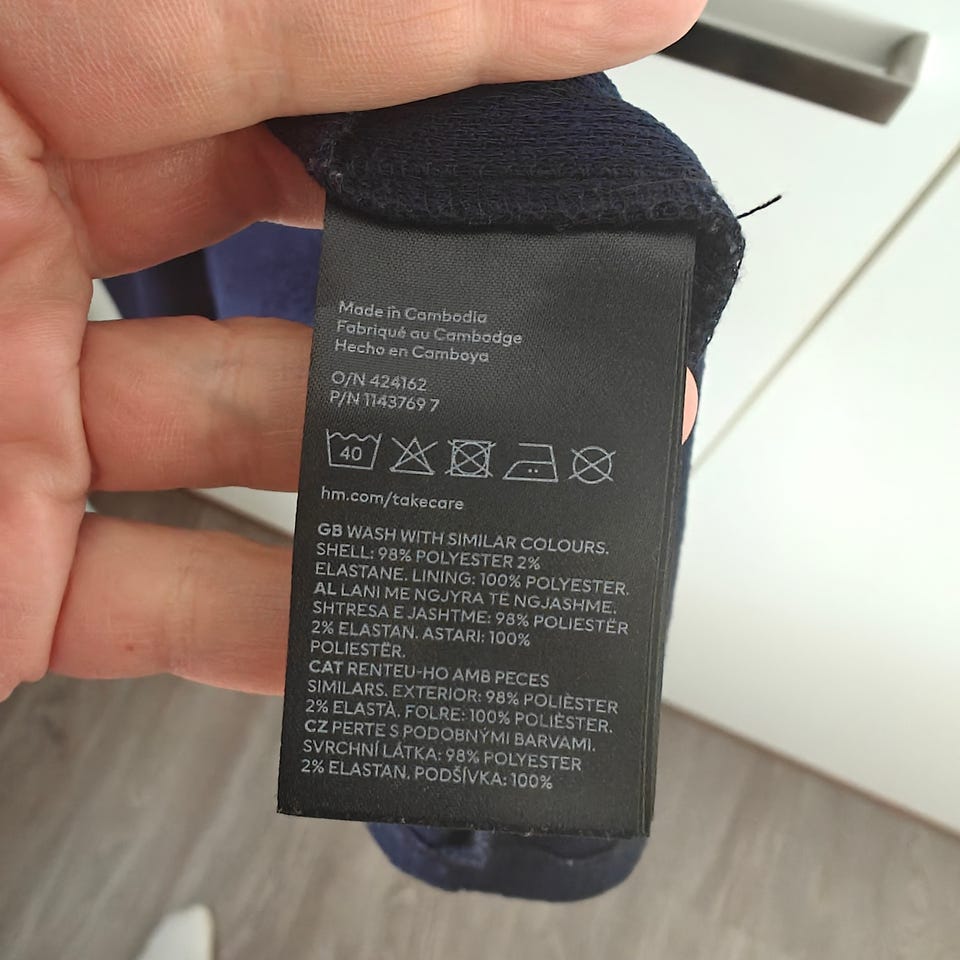 Made in Cambodia
Fabriqué au Cambodge
Hecho en Camboya
O/N 424162
P/N 1143769 7
40
hm.com/takecare
GB WASH WITH SIMILAR COLOURS.
SHELL: 98% POLYESTER 2%
ELASTANE. LINING: 100% POLYESTER.
AL LANI ME NGJYRA TË NGJASHME.
SHTRESA E JASHTME: 98% POLIESTËR
2% ELASTAN. ASTARI: 100%
POLIESTËR.
CAT RENTEU-HO AMB PECES
SIMILARS. EXTERIOR: 98% POLIÈSTER
2% ELASTÀ. FOLRE: 100% POLIÈSTER.
CZ PERTE S PODOBNÝMI BARVAMI.
SVRCHNÍ LÁTKA: 98% POLYESTER
2% ELASTAN. PODŠÍVKA: 100%